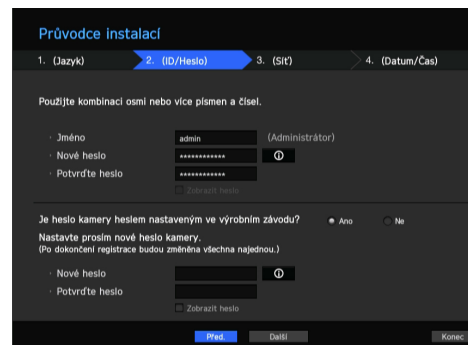 Průvodce instalací
1. (Jazyk) 2. (ID/Heslo) 3. (Síť) 4. (Datum/Čas)
Použijte kombinaci osmi nebo více písmen a čísel.
· Jméno admin (Administrátor)
· Nové heslo ************
· Potvrďte heslo ************
Zobrazit heslo
Je heslo kamery heslem nastaveným ve výrobním závodu? Ano Ne
Nastavte prosím nové heslo kamery.
(Po dokončení registrace budou změněna všechna najednou.)
· Nové heslo
· Potvrďte heslo
Zobrazit heslo
Před. Další Konec